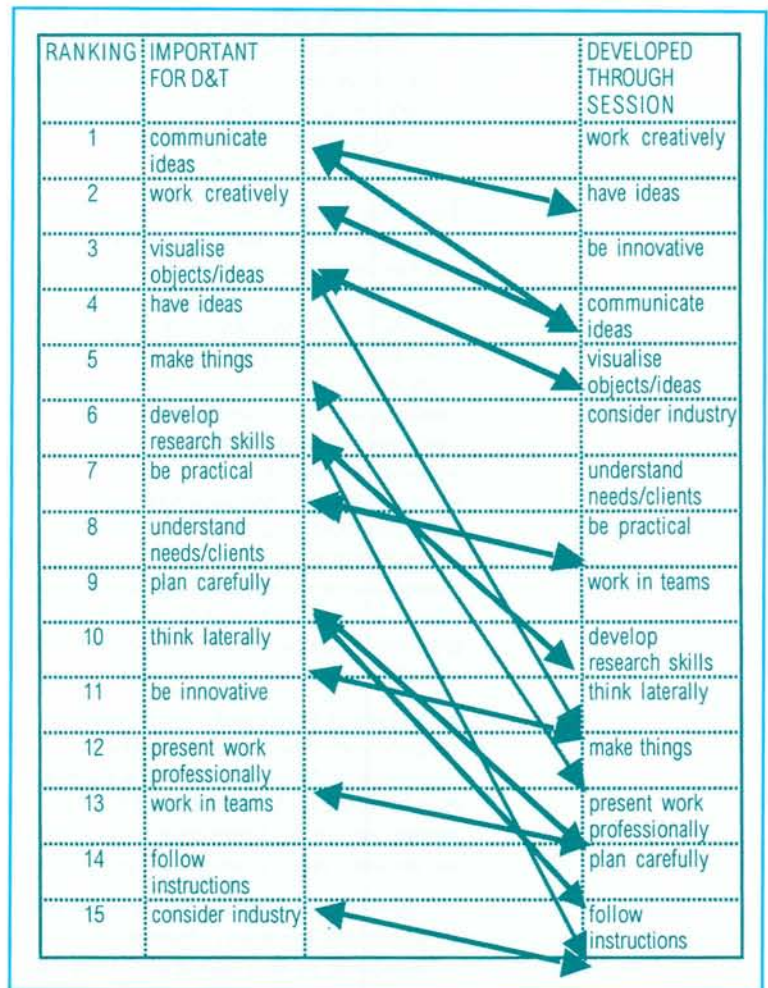 RANKING IMPORTANT DEVELOPED
FOR D&T THROUGH
SESSION
1 communicate work creatively
ideas
2 work creatively have ideas
3 visualise be innovative
objects/ideas
4 have ideas communicate
ideas
5 make things visualise
objects/ideas
6 develop consider industry
research skills
7 be practical understand
needs/clients
8 understand be practical
needs/clients
9 plan carefully work in teams
10 think laterally develop
research skills
11 be innovative think laterally
12 present work make things
professionally
13 work in teams present work
professionally
14 follow plan carefully
instructions
15 consider industry follow
instructions